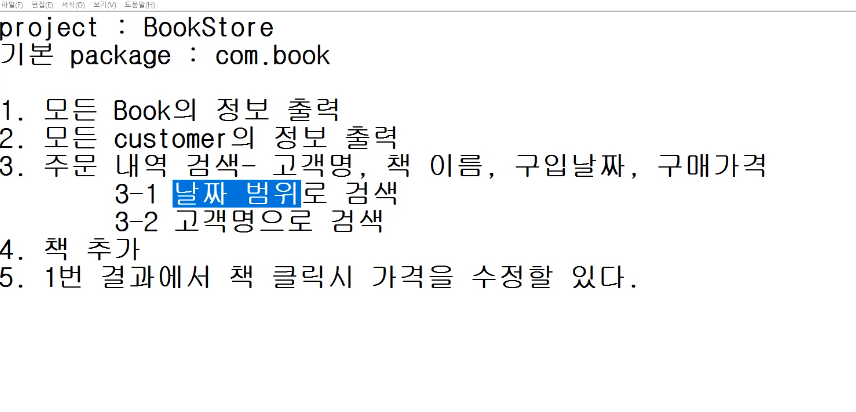 파일(F) 편집(E) 서식(O) 보기(V) 도움말(H)
project : BookStore
기본 package : com.book
1. 모든 Book의 정보 출력
2. 모든 customer의 정보 출력
3. 주문 내역 검색- 고객명, 책 이름, 구입날짜, 구매가격
3-1 날짜 범위로 검색
3-2 고객명으로 검색
4. 책 추가
5. 1번 결과에서 책 클릭시 가격을 수정할 있다.